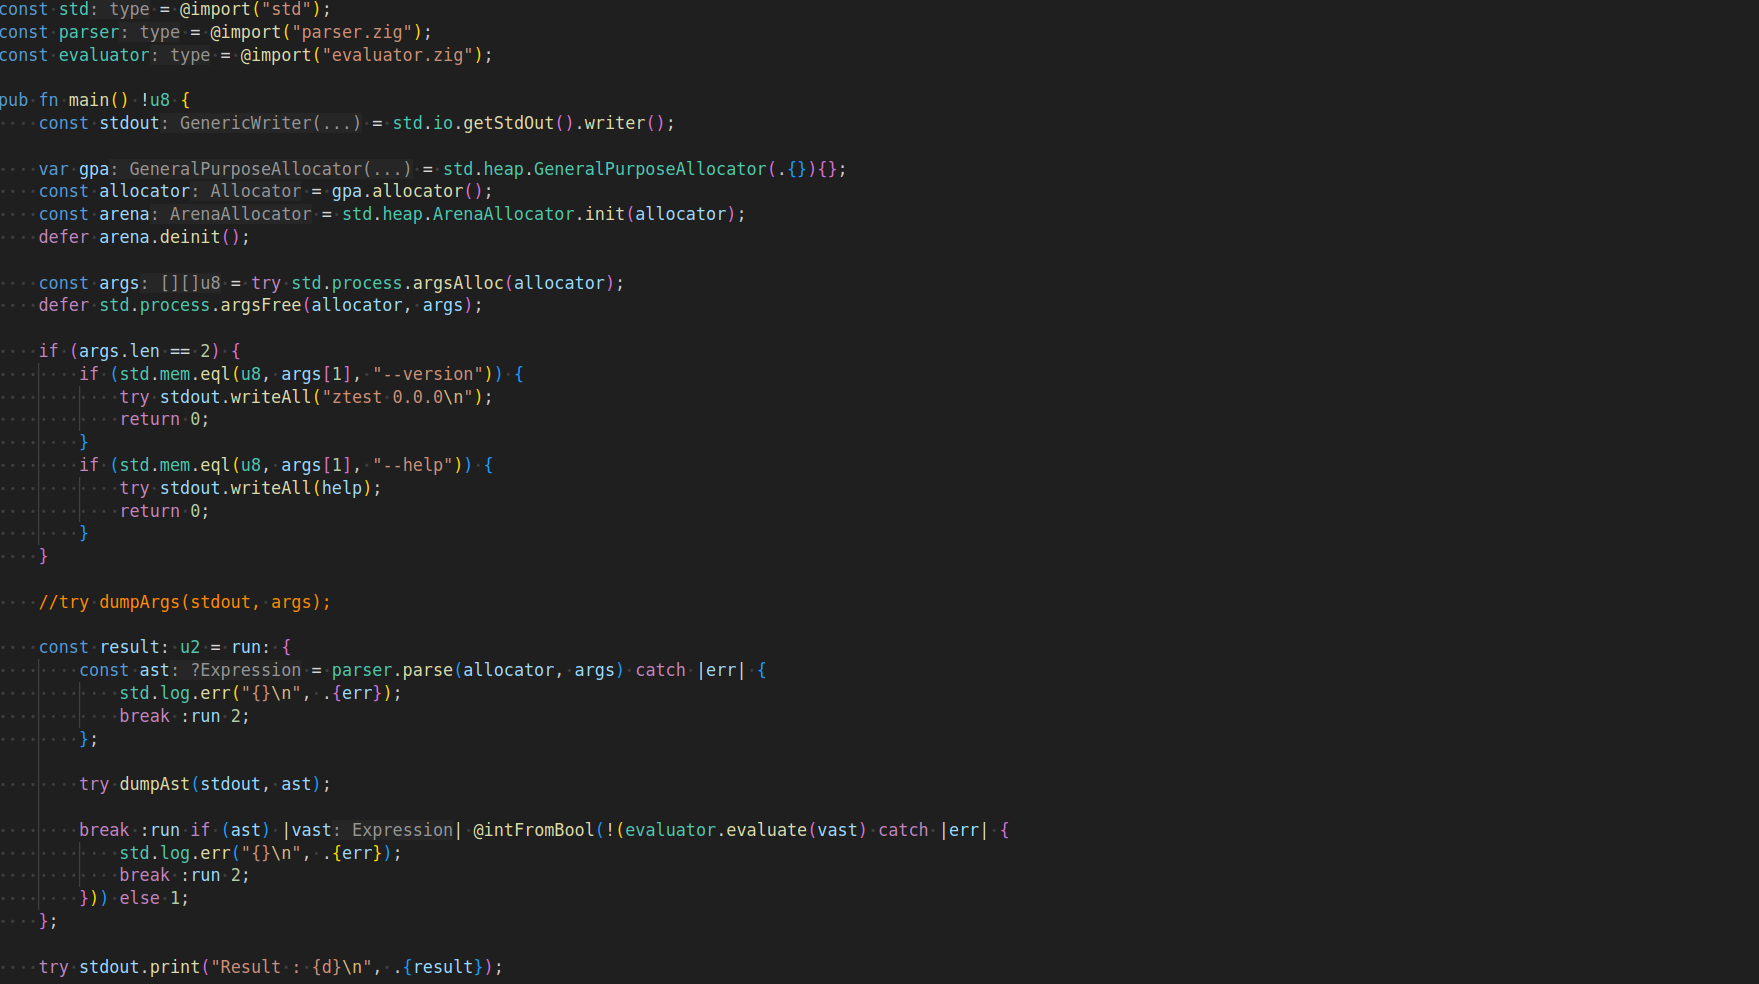 const std: type = @import("std");
const parser: type = @import("parser.zig");
const evaluator: type = @import("evaluator.zig");

pub fn main() !u8 {
    const stdout: GenericWriter(...) = std.io.getStdOut().writer();

    var gpa: GeneralPurposeAllocator(...) = std.heap.GeneralPurposeAllocator(.{}){};
    const allocator: Allocator = gpa.allocator();
    const arena: ArenaAllocator = std.heap.ArenaAllocator.init(allocator);
    defer arena.deinit();

    const args: [][]u8 = try std.process.argsAlloc(allocator);
    defer std.process.argsFree(allocator, args);

    if (args.len == 2) {
        if (std.mem.eql(u8, args[1], "--version")) {
            try stdout.writeAll("ztest 0.0.0\n");
            return 0;
        }
        if (std.mem.eql(u8, args[1], "--help")) {
            try stdout.writeAll(help);
            return 0;
        }
    }

    //try dumpArgs(stdout, args);

    const result: u2 = run: {
        const ast: ?Expression = parser.parse(allocator, args) catch |err| {
            std.log.err("{}\n", .{err});
            break :run 2;
        };

        try dumpAst(stdout, ast);

        break :run if (ast) |vast: Expression| @intFromBool(!(evaluator.evaluate(vast) catch |err| {
            std.log.err("{}\n", .{err});
            break :run 2;
        })) else 1;
    };

    try stdout.print("Result : {d}\n", .{result});